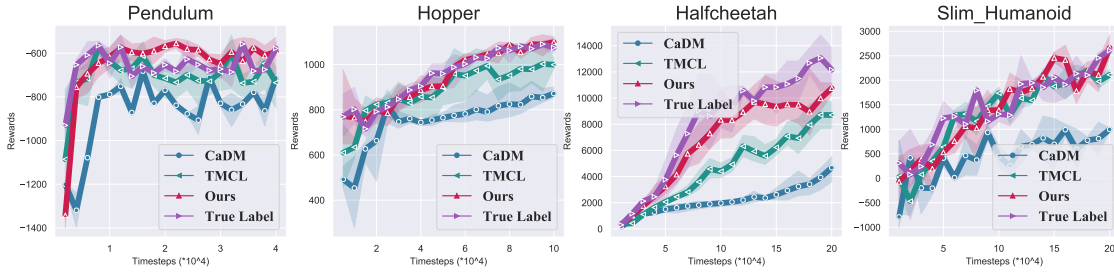 Pendulum
Rewards
−600
−800
−1000
−1200
−1400
1 2 3 4
Timesteps (*10^4)
CaDM
TMCL
Ours
True Label
Hopper
Rewards
1000
800
600
400
2 4 6 8 10
Timesteps (*10^4)
CaDM
TMCL
Ours
True Label
Halfcheetah
Rewards
14000
12000
10000
8000
6000
4000
2000
0
5 10 15 20
Timesteps (*10^4)
CaDM
TMCL
Ours
True Label
Slim_Humanoid
Rewards
3000
2500
2000
1500
1000
500
0
−500
−1000
5 10 15 20
Timesteps (*10^4)
CaDM
TMCL
Ours
True Label